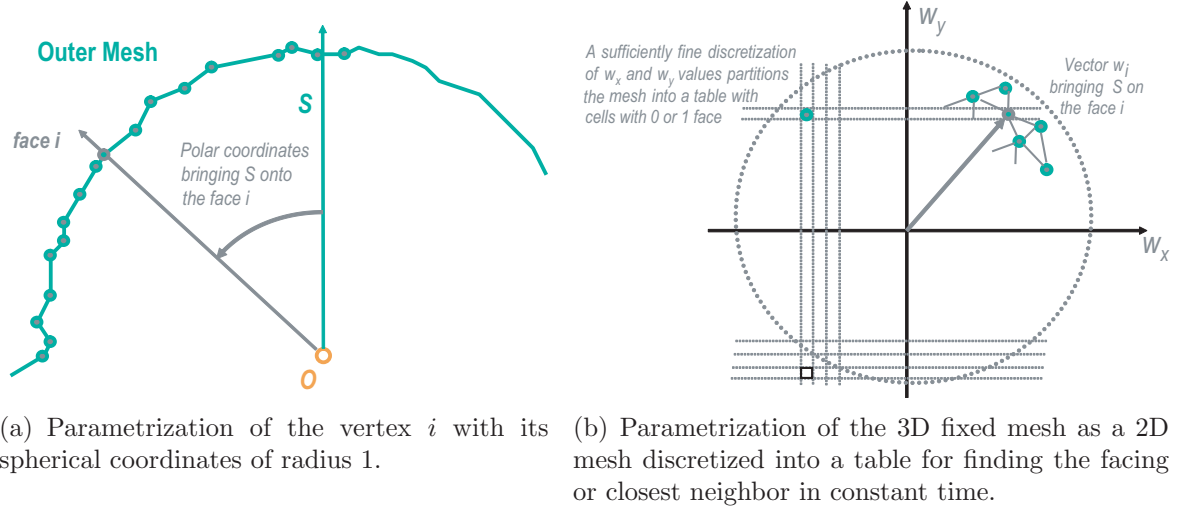 Outer Mesh
S
face i
Polar coordinates
bringing S onto
the face i
O
(a) Parametrization of the vertex i with its
spherical coordinates of radius 1.
W_y
A sufficiently fine discretization
of w_x and w_y values partitions
the mesh into a table with
cells with 0 or 1 face
Vector w_i
bringing S on
the face i
W_x
(b) Parametrization of the 3D fixed mesh as a 2D
mesh discretized into a table for finding the facing
or closest neighbor in constant time.